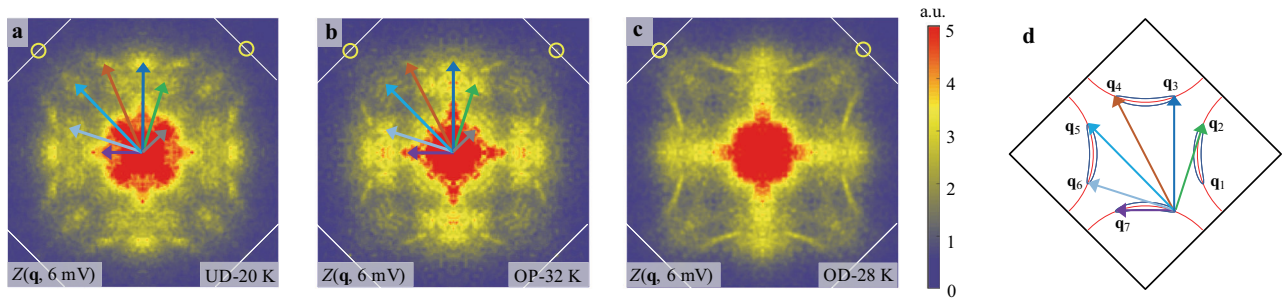 a
Z(q, 6 mV)
UD-20 K
b
Z(q, 6 mV)
OP-32 K
c
Z(q, 6 mV)
OD-28 K
a.u.
5
4
3
2
1
0
d
q4
q3
q5
q2
q6
q1
q7